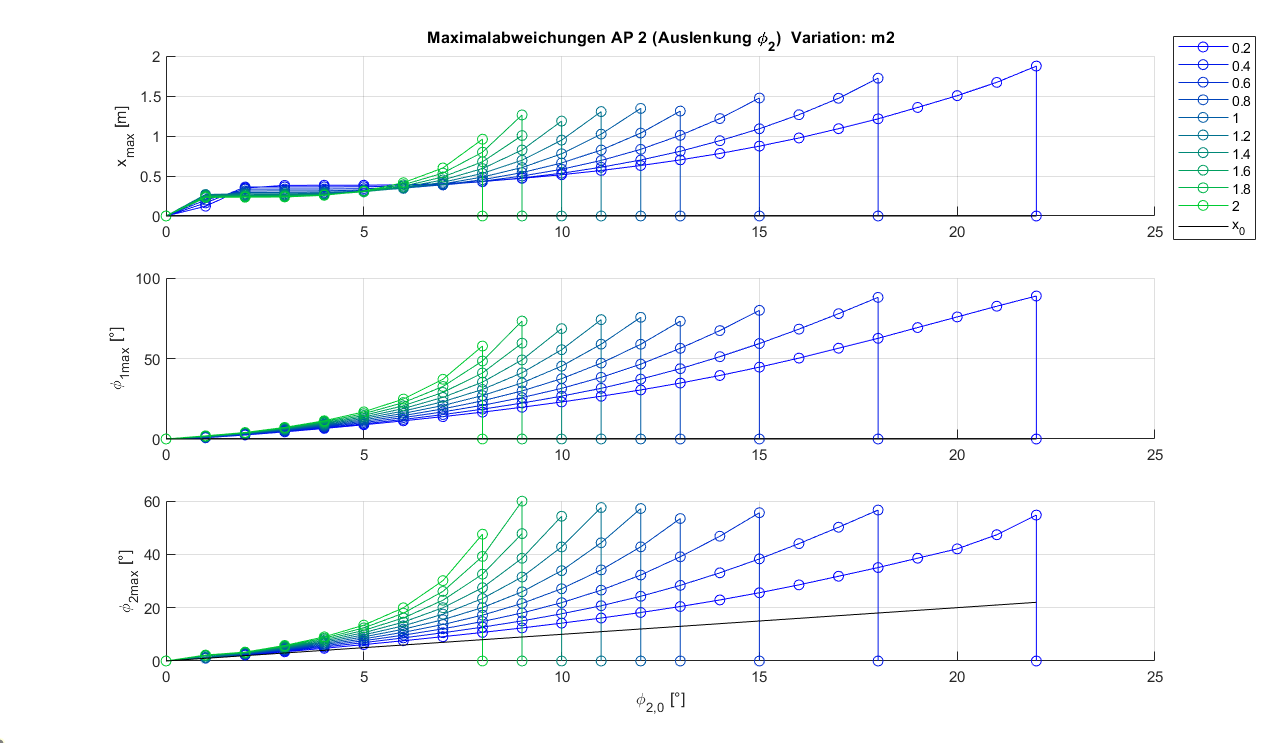 Maximalabweichungen AP 2 (Auslenkung ϕ2)  Variation: m2
xmax [m]
2
1.5
1
0.5
0
0 5 10 15 20 25
0.2
0.4
0.6
0.8
1
1.2
1.4
1.6
1.8
2
x0
ϕ1max [°]
100
50
0
0 5 10 15 20 25
ϕ2max [°]
60
40
20
0
0 5 10 15 20 25
ϕ2,0 [°]